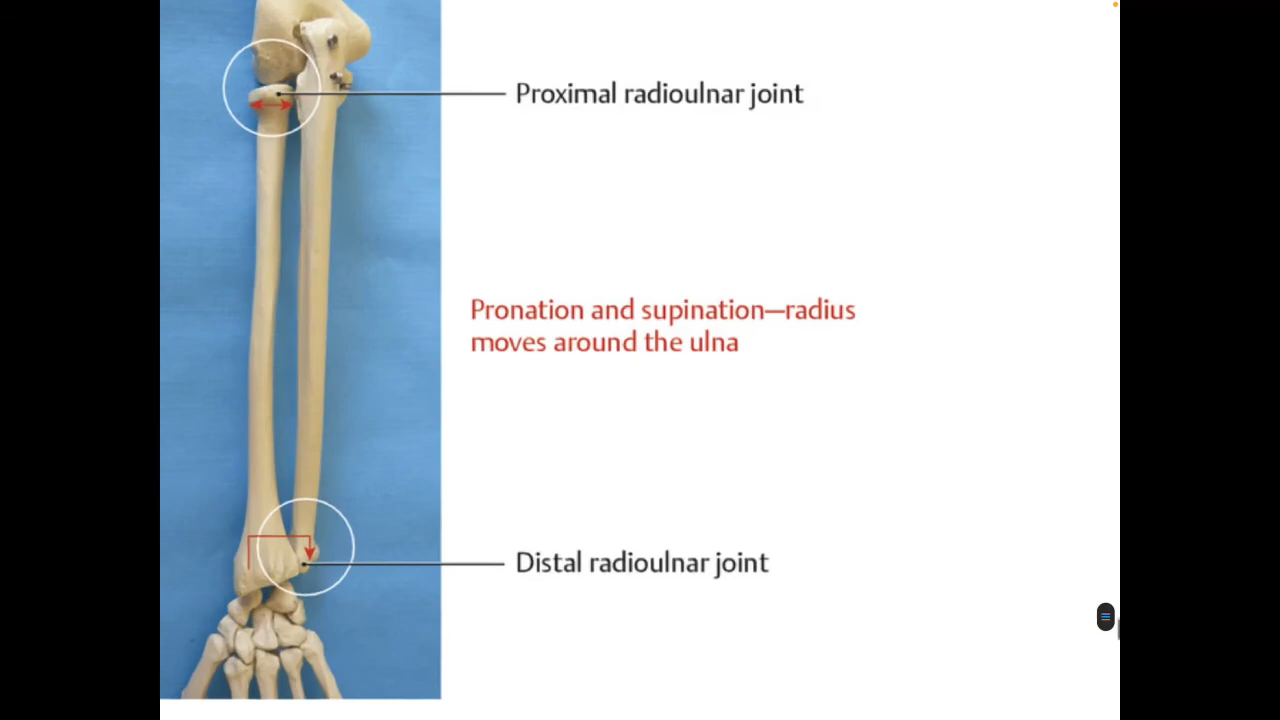 Proximal radioulnar joint
Pronation and supination—radius
moves around the ulna
Distal radioulnar joint